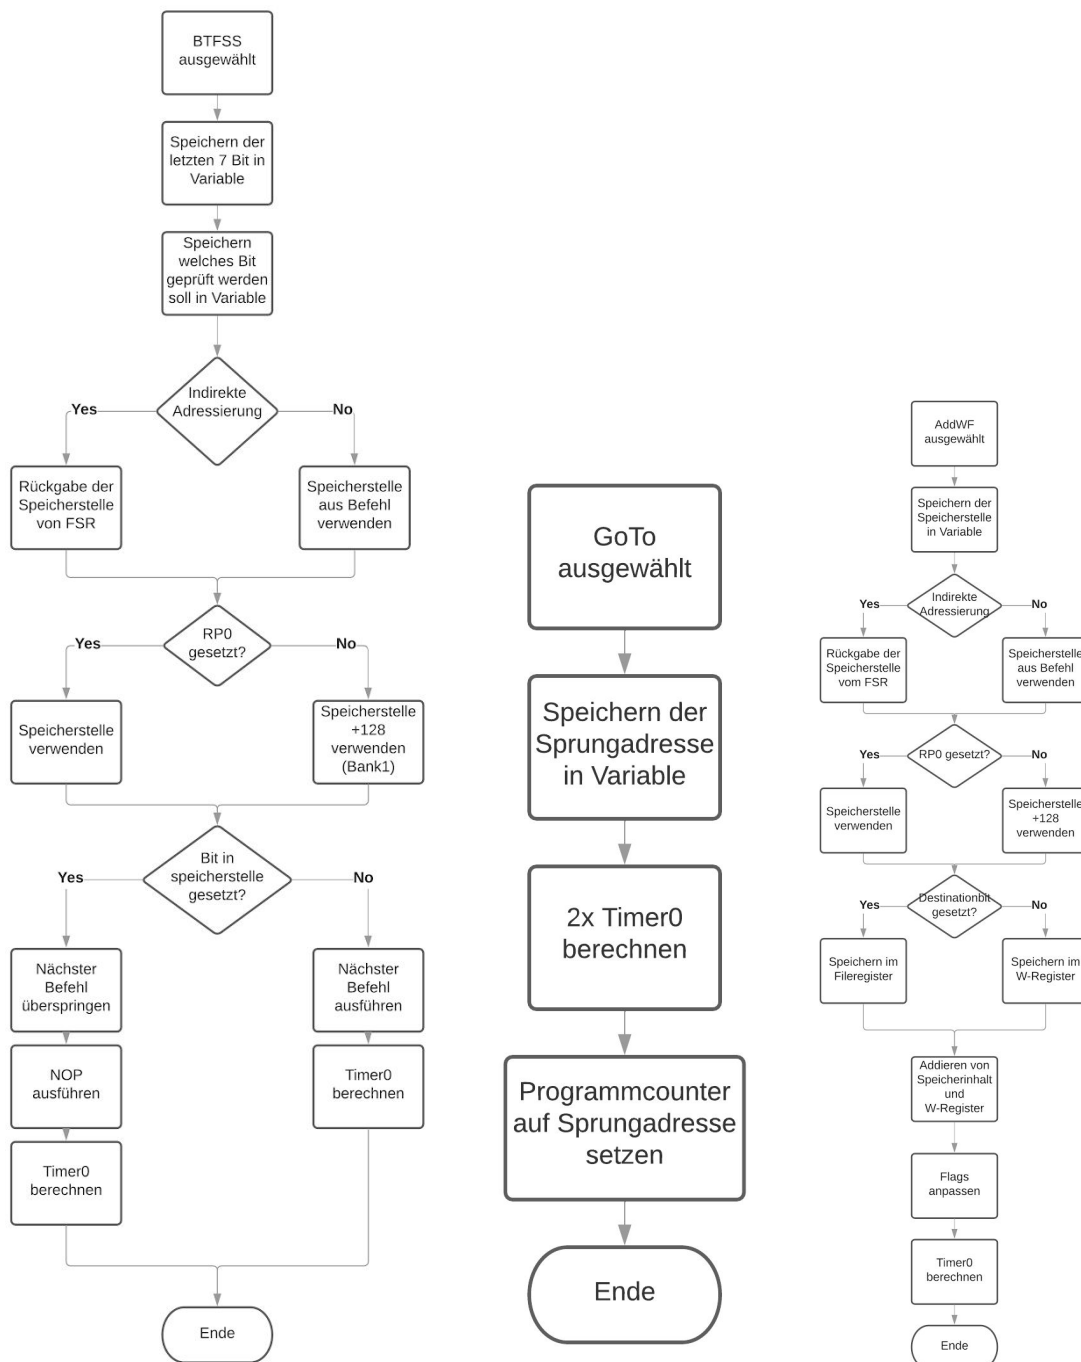 BTFSS
ausgewählt
Speichern der
letzten 7 Bit in
Variable
Speichern
welches Bit
geprüft werden
soll in Variable
Indirekte
Adressierung
Yes
No
Rückgabe der
Speicherstelle
von FSR
Speicherstelle
aus Befehl
verwenden
RP0
gesetzt?
Yes
No
Speicherstelle
verwenden
Speicherstelle
+128
verwenden
(Bank1)
Bit in
speicherstelle
gesetzt?
Yes
No
Nächster
Befehl
überspringen
Nächster
Befehl
ausführen
NOP
ausführen
Timer0
berechnen
Timer0
berechnen
Ende
GoTo
ausgewählt
Speichern der
Sprungadresse
in Variable
2x Timer0
berechnen
Programmcounter
auf Sprungadresse
setzen
Ende
AddWF
ausgewählt
Speichern der
Speicherstelle
in Variable
Indirekte
Adressierung
Yes
No
Rückgabe der
Speicherstelle
vom FSR
Speicherstelle
aus Befehl
verwenden
RP0 gesetzt?
Yes
No
Speicherstelle
verwenden
Speicherstelle
+128
verwenden
Destinationbit
gesetzt?
Yes
No
Speichern im
Fileregister
Speichern im
W-Register
Addieren von
Speicherinhalt
und
W-Register
Flags
anpassen
Timer0
berechnen
Ende